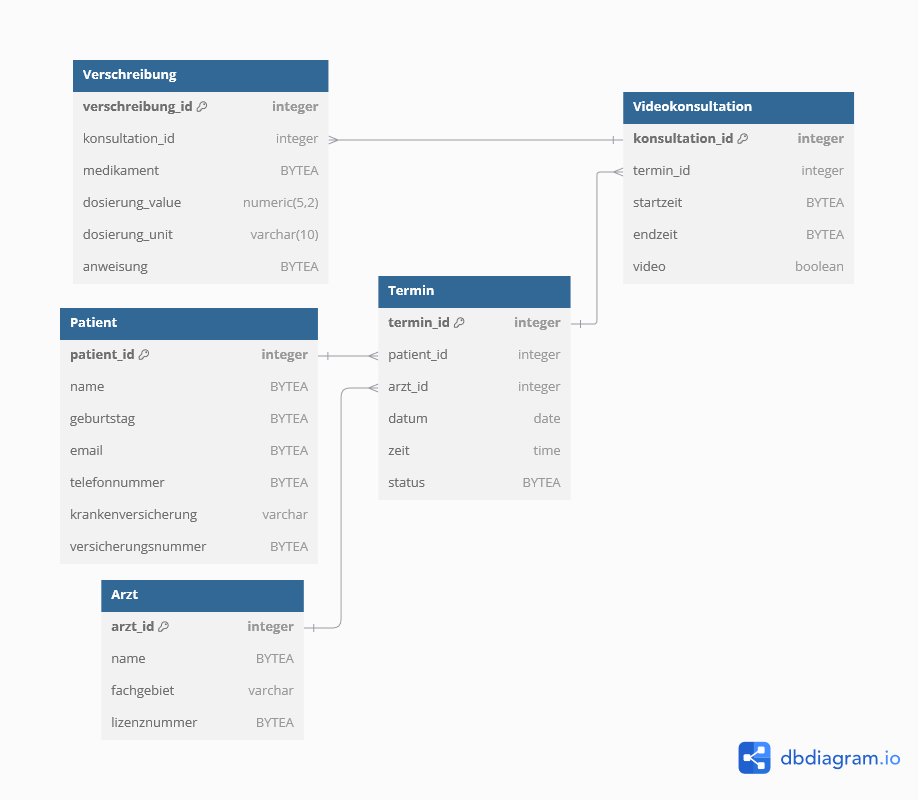 Verschreibung
verschreibung_id integer
konsultation_id integer
medikament BYTEA
dosierung_value numeric(5,2)
dosierung_unit varchar(10)
anweisung BYTEA
Videokonsultation
konsultation_id integer
termin_id integer
startzeit BYTEA
endzeit BYTEA
video boolean
Termin
termin_id integer
patient_id integer
arzt_id integer
datum date
zeit time
status BYTEA
Patient
patient_id integer
name BYTEA
geburtstag BYTEA
email BYTEA
telefonnummer BYTEA
krankenversicherung varchar
versicherungsnummer BYTEA
Arzt
arzt_id integer
name BYTEA
fachgebiet varchar
lizenznummer BYTEA
dbdiagram.io